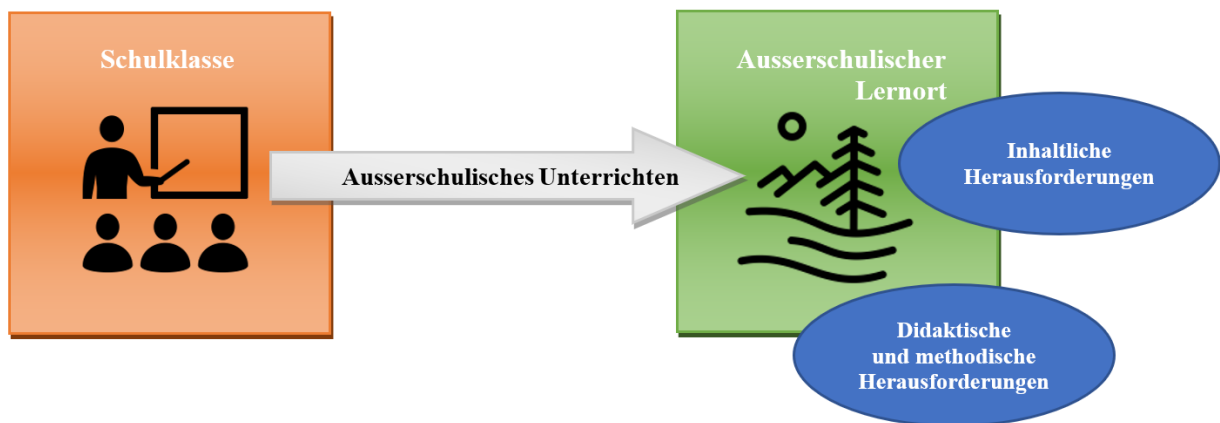 Schulklasse
Ausserschulisches Unterrichten
Ausserschulischer
Lernort
Inhaltliche
Herausforderungen
Didaktische
und methodische
Herausforderungen